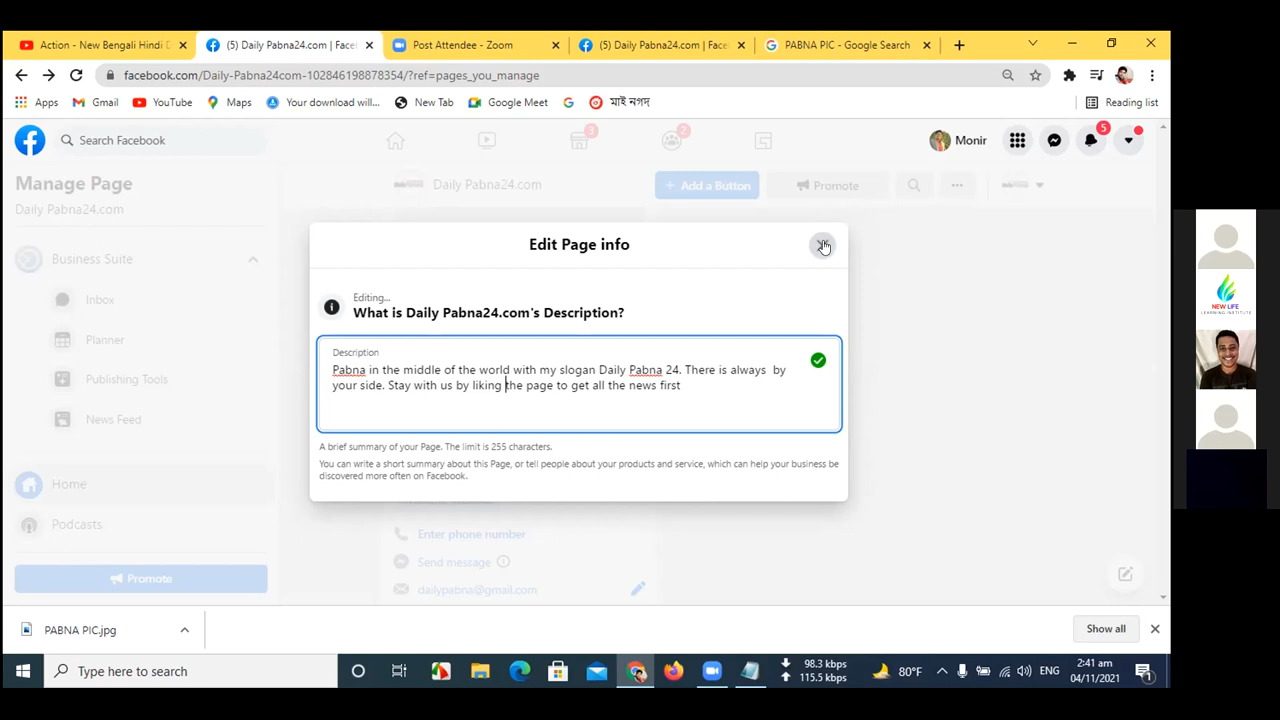 Action - New Bengali Hindi D
(5) Daily Pabna24.com | Face
Post Attendee - Zoom
(5) Daily Pabna24.com | Face
PABNA PIC - Google Search
facebook.com/Daily-Pabna24com-102846198878354/?ref=pages_you_manage
Apps
Gmail
YouTube
Maps
Your download will...
New Tab
Google Meet
মাই নগদ
Reading list
Search Facebook
3
2
Monir
5
Manage Page
Daily Pabna24.com
Daily Pabna24.com
+ Add a Button
Promote
Business Suite
Inbox
Planner
Publishing Tools
News Feed
Home
Podcasts
Promote
Edit Page info
Editing...
What is Daily Pabna24.com's Description?
Description
Pabna in the middle of the world with my slogan Daily Pabna 24. There is always by
your side. Stay with us by liking the page to get all the news first
A brief summary of your Page. The limit is 255 characters.
You can write a short summary about this Page, or tell people about your products and service, which can help your business be
discovered more often on Facebook.
Enter phone number
Send message
dailypabna@gmail.com
NEW LIFE
LEARNING INSTITUTE
PABNA PIC.jpg
Show all
Type here to search
98.3 kbps
115.5 kbps
80°F
ENG
2:41 am
04/11/2021
1